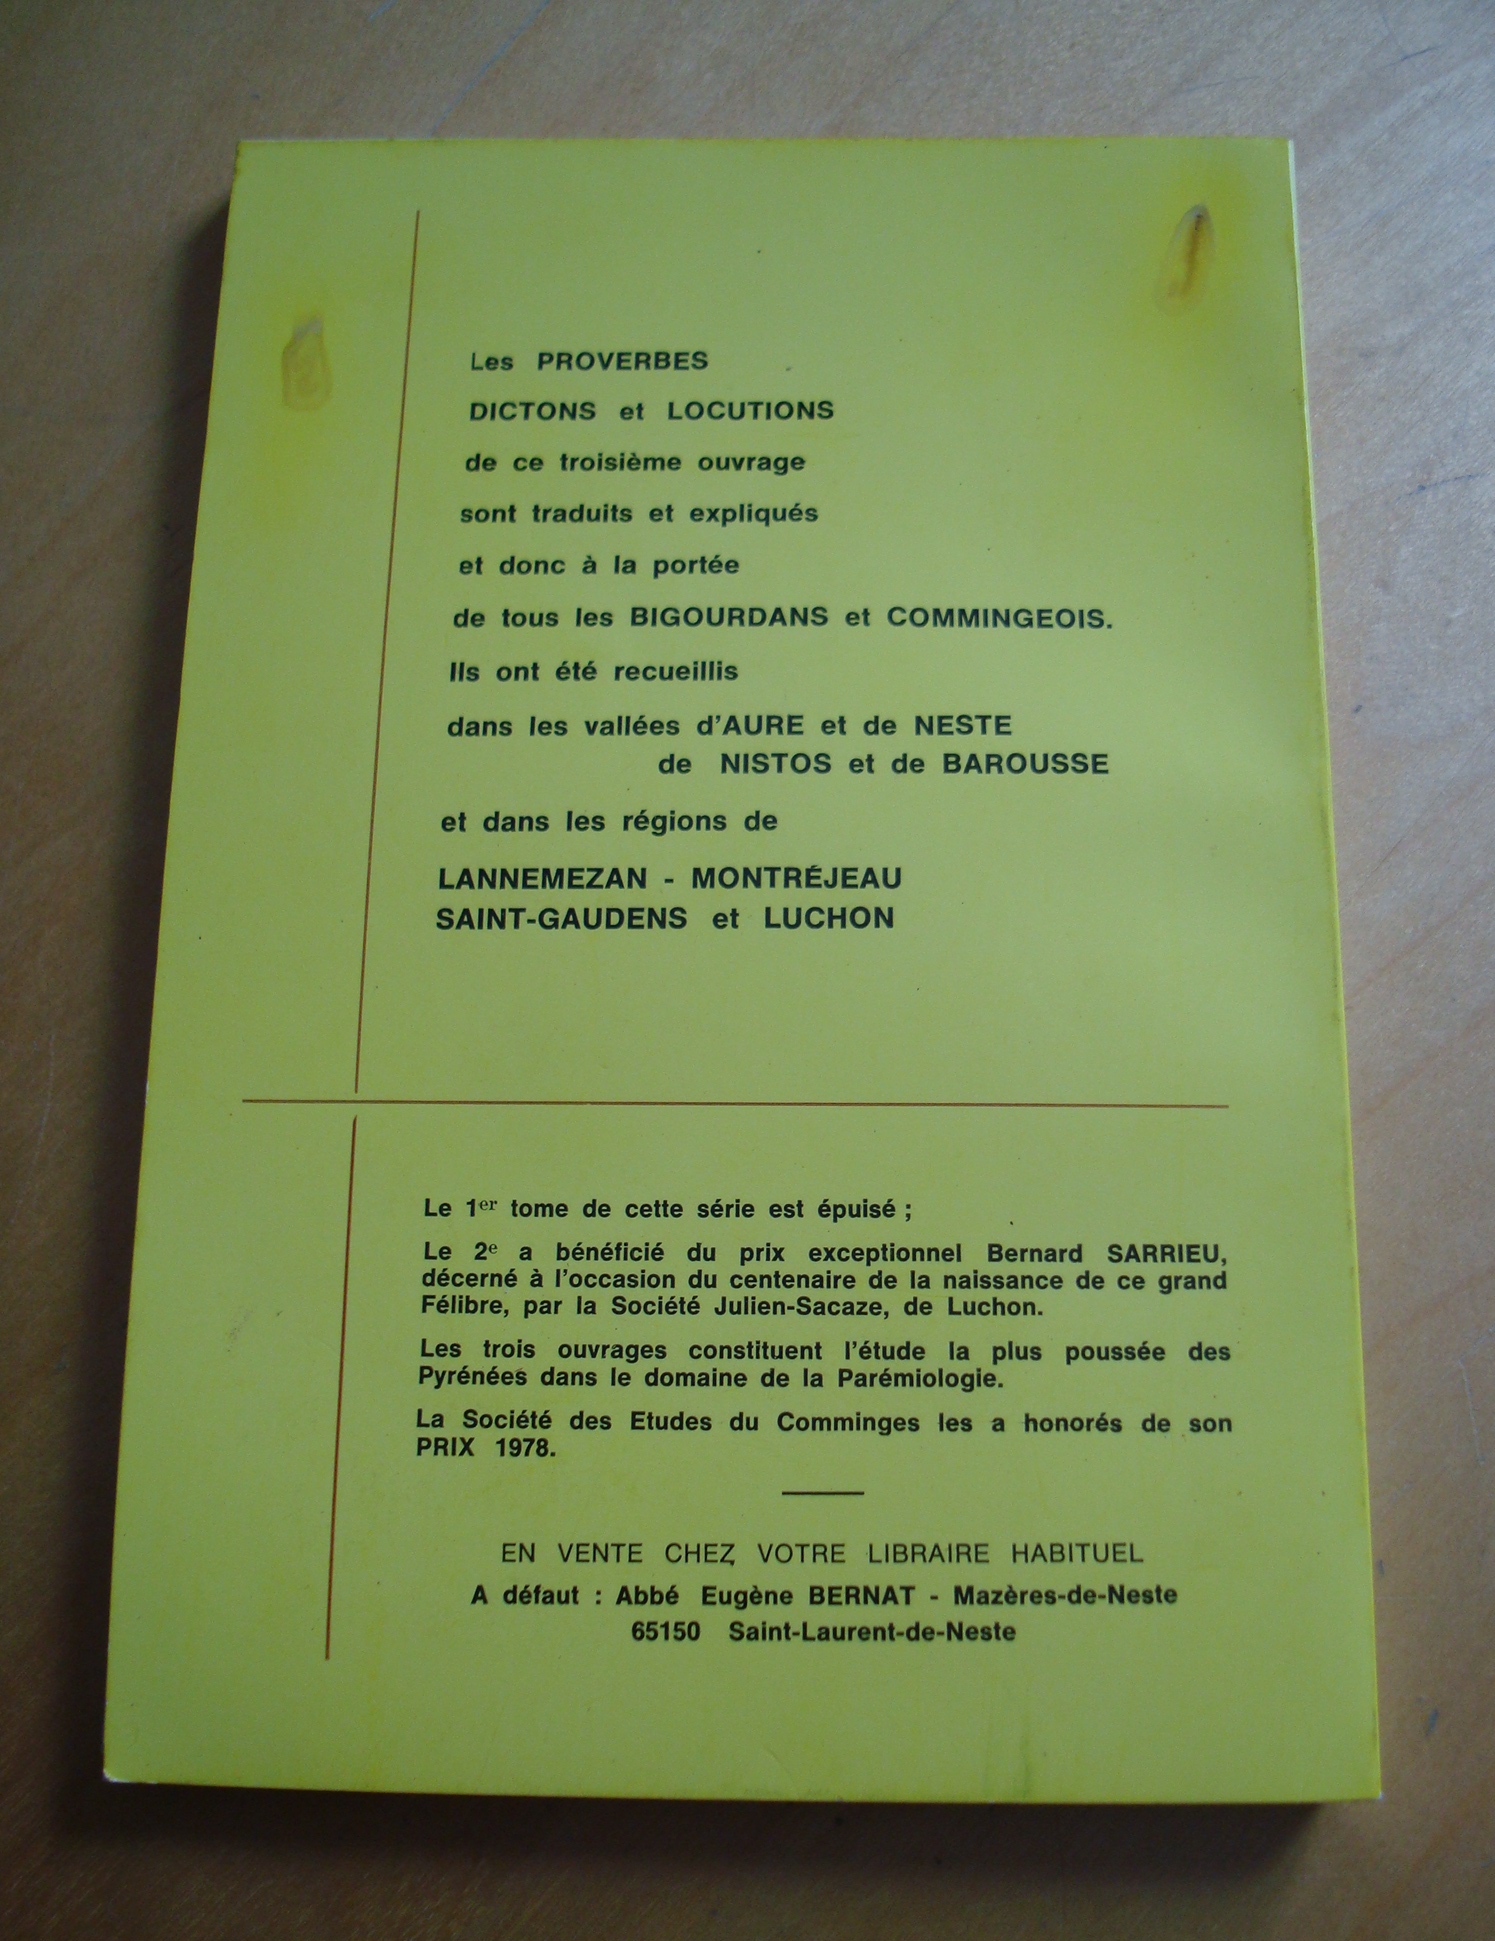 Les PROVERBES
DICTONS et LOCUTIONS
de ce troisième ouvrage
sont traduits et expliqués
et donc à la portée
de tous les BIGOURDANS et COMMINGEOIS.
Ils ont été recueillis
dans les vallées d'AURE et de NESTE
de NISTOS et de BAROUSSE
et dans les régions de
LANNEMEZAN - MONTRÉJEAU
SAINT-GAUDENS et LUCHON
Le 1er tome de cette série est épuisé ;
Le 2e a bénéficié du prix exceptionnel Bernard SARRIEU,
décerné à l'occasion du centenaire de la naissance de ce grand
Félibre, par la Société Julien-Sacaze, de Luchon.
Les trois ouvrages constituent l'étude la plus poussée des
Pyrénées dans le domaine de la Parémiologie.
La Société des Etudes du Comminges les a honorés de son
PRIX 1978.
EN VENTE CHEZ VOTRE LIBRAIRE HABITUEL
A défaut : Abbé Eugène BERNAT - Mazères-de-Neste
65150 Saint-Laurent-de-Neste